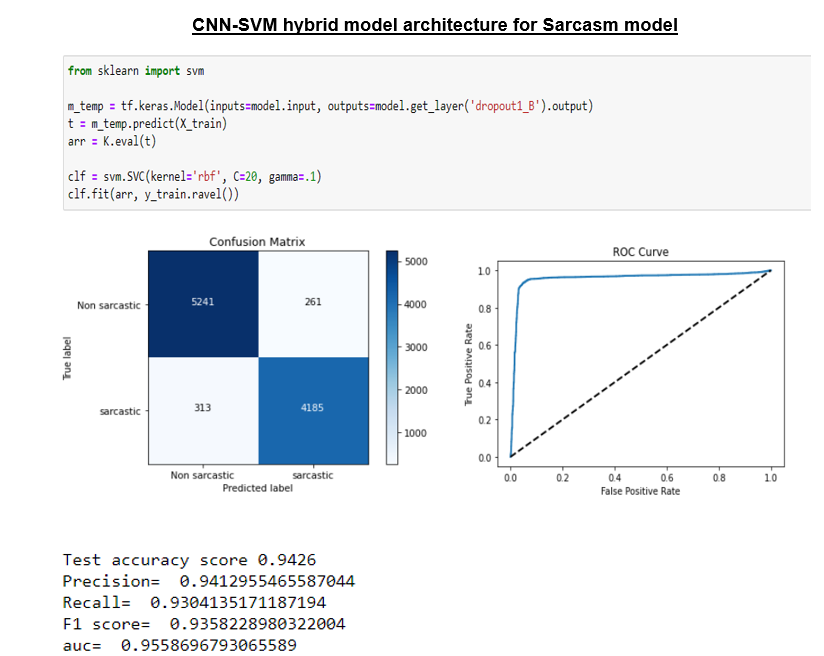 CNN-SVM hybrid model architecture for Sarcasm model
from sklearn import svm
m_temp = tf.keras.Model(inputs=model.input, outputs=model.get_layer('dropout1_B').output)
t = m_temp.predict(X_train)
arr = K.eval(t)
clf = svm.SVC(kernel='rbf', C=20, gamma=.1)
clf.fit(arr, y_train.ravel())
Confusion Matrix
True label
Non sarcastic
sarcastic
5241 261
313 4185
Non sarcastic sarcastic
Predicted label
5000
4000
3000
2000
1000
ROC Curve
True Positive Rate
1.0
0.8
0.6
0.4
0.2
0.0
0.0 0.2 0.4 0.6 0.8 1.0
False Positive Rate
Test accuracy score 0.9426
Precision= 0.9412955465587044
Recall= 0.9304135171187194
F1 score= 0.9358228980322004
auc= 0.9558696793065589